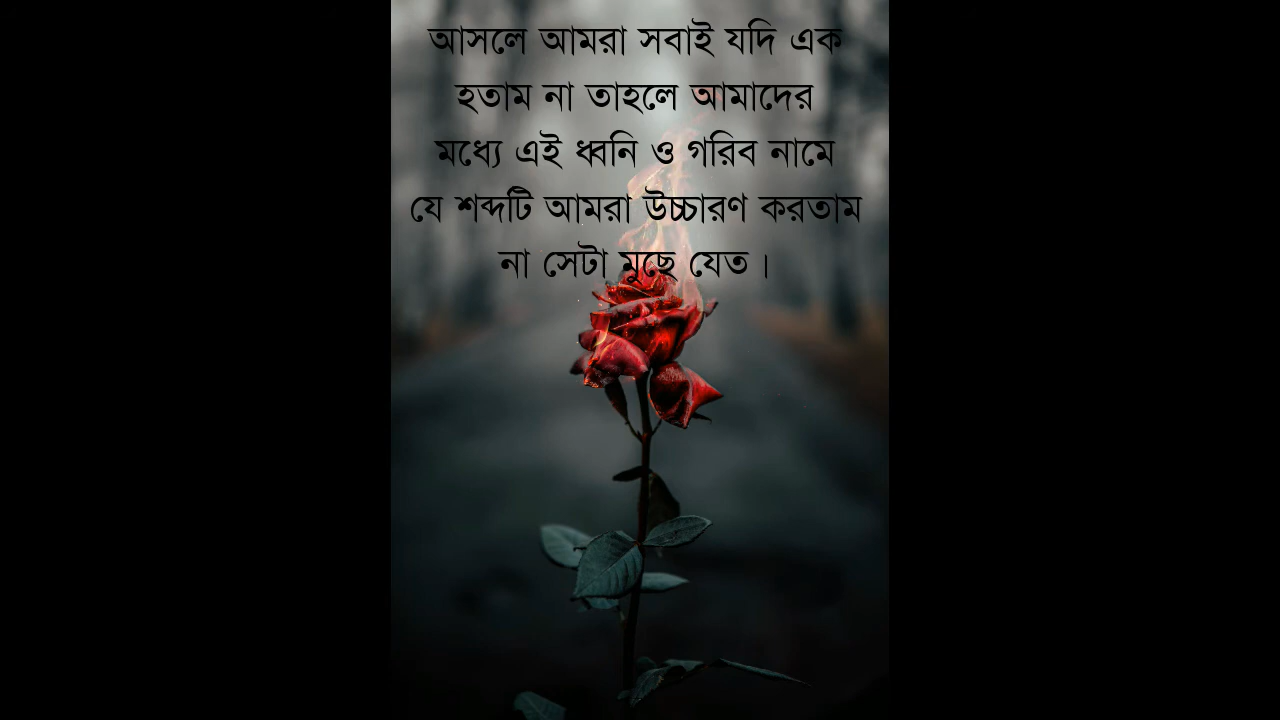 আসলে আমরা সবাই যদি এক
হতাম না তাহলে আমাদের
মধ্যে এই ধ্বনি ও গরিব নামে
যে শব্দটি আমরা উচ্চারণ করতাম
না সেটা মুছে যেত।